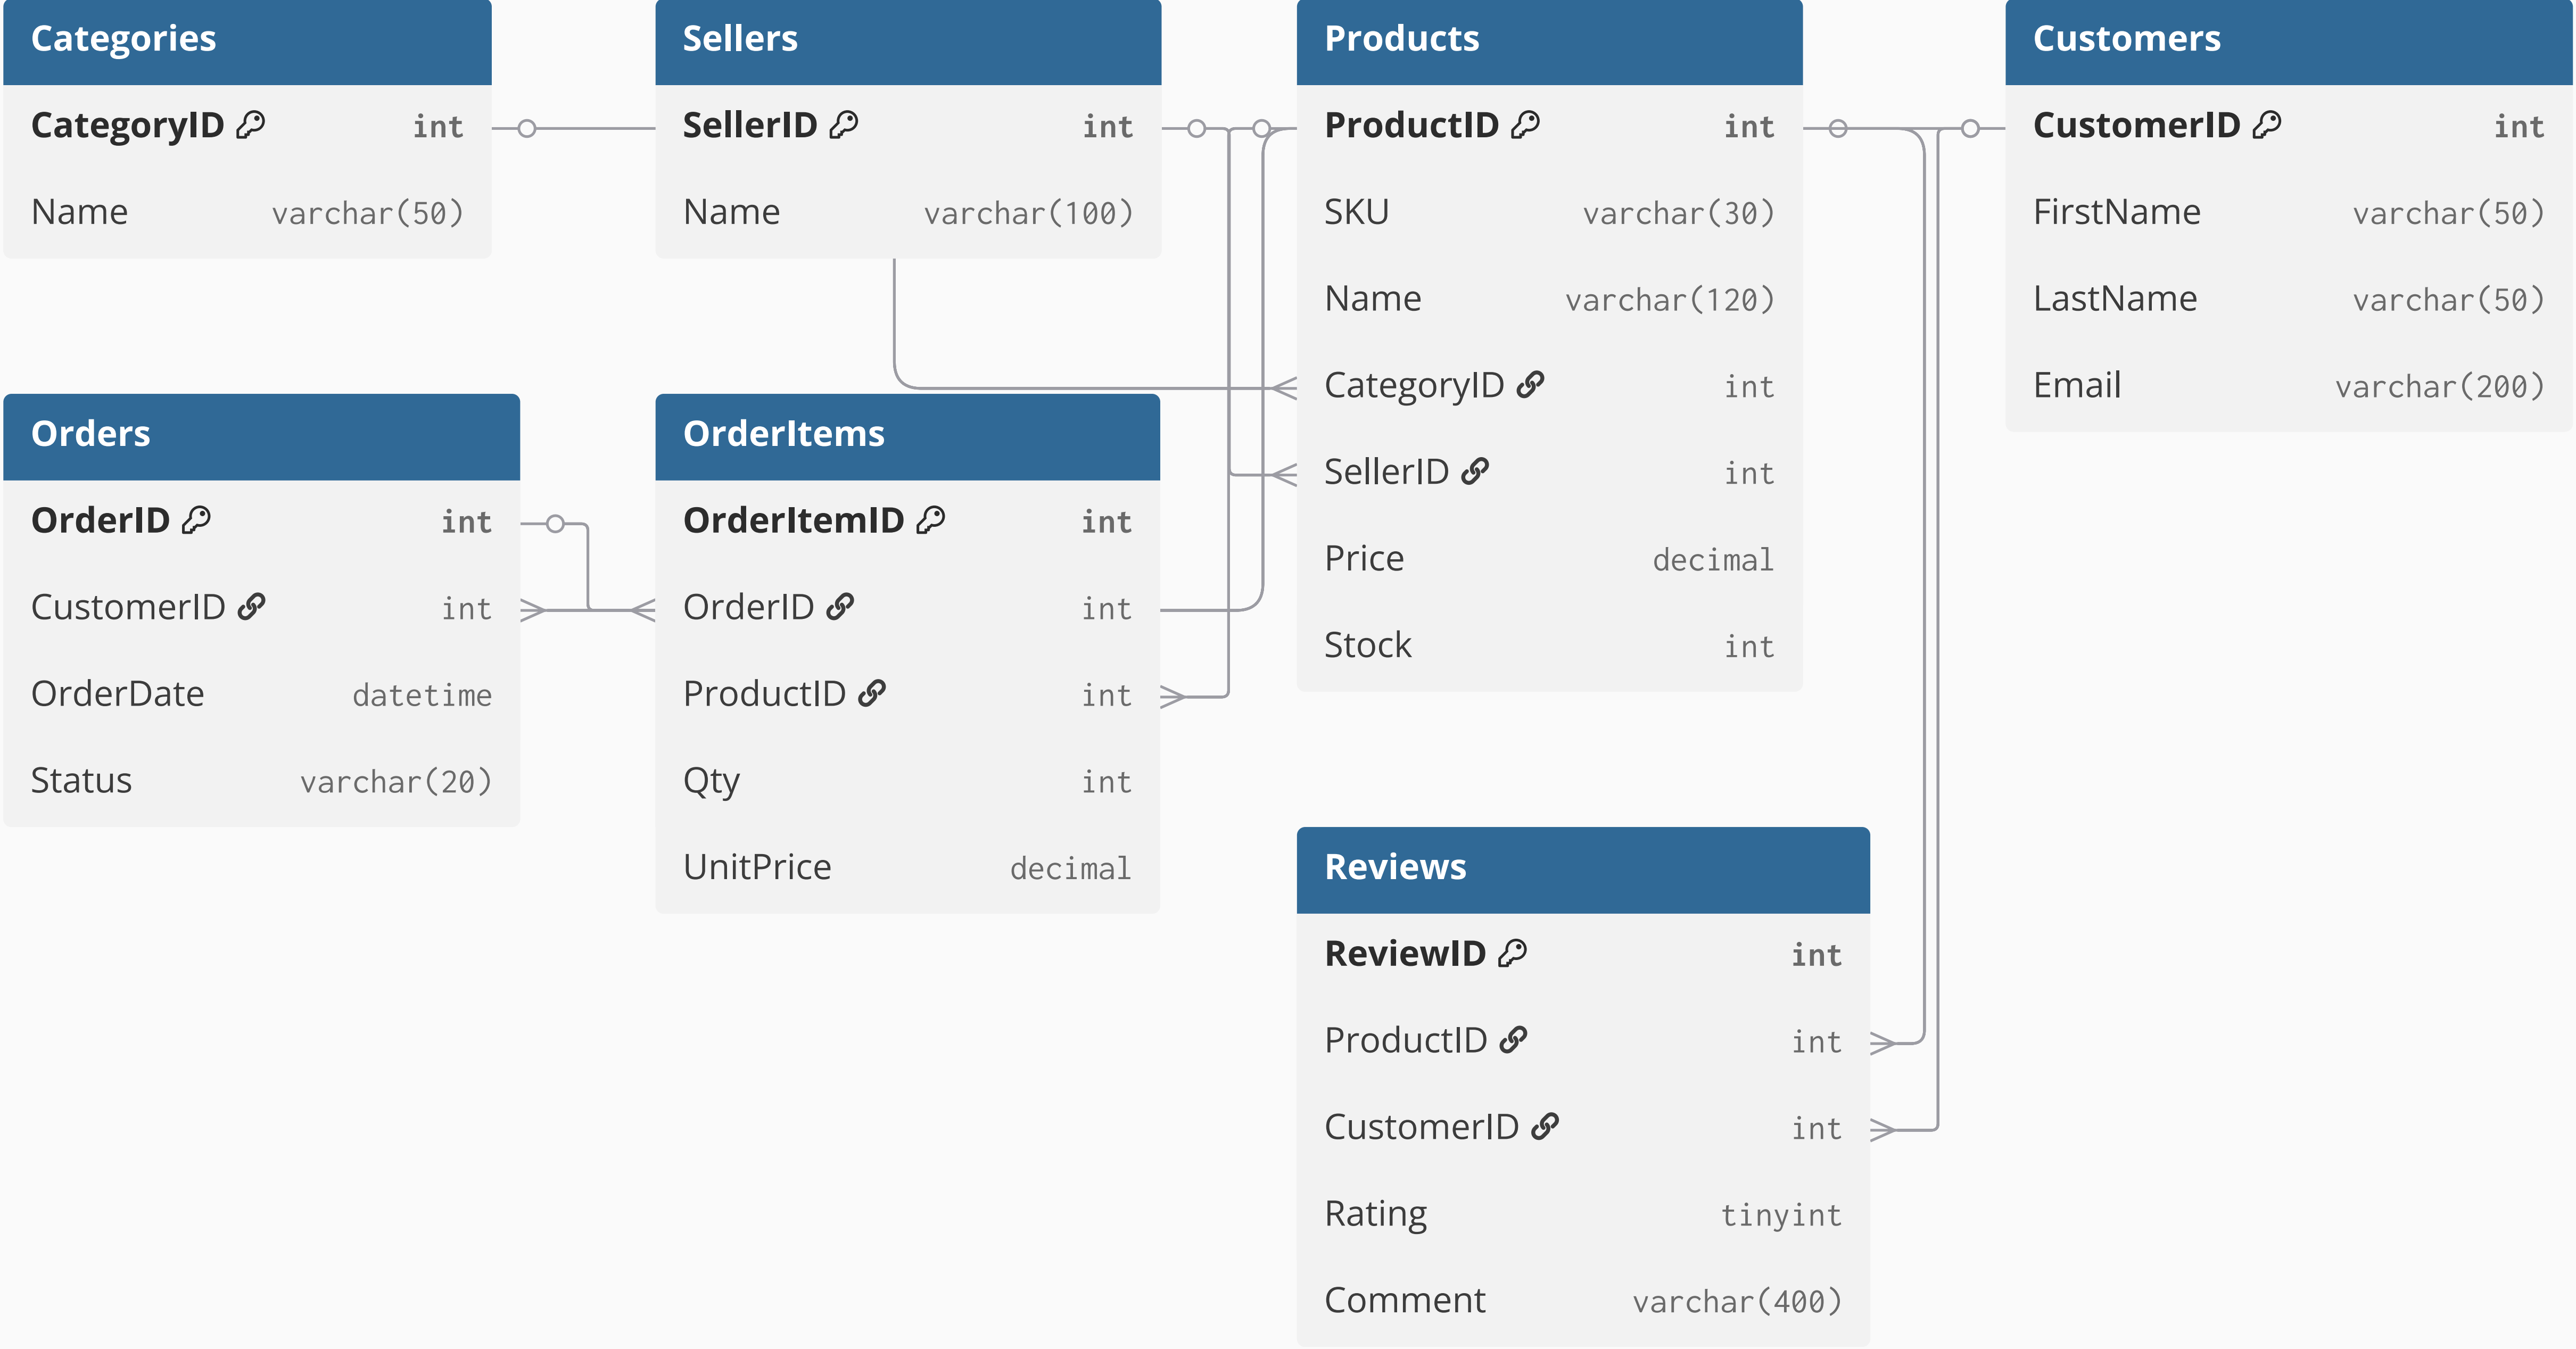 Categories
CategoryID int
Name varchar(50)
Sellers
SellerID int
Name varchar(100)
Products
ProductID int
SKU varchar(30)
Name varchar(120)
CategoryID int
SellerID int
Price decimal
Stock int
Customers
CustomerID int
FirstName varchar(50)
LastName varchar(50)
Email varchar(200)
Orders
OrderID int
CustomerID int
OrderDate datetime
Status varchar(20)
OrderItems
OrderItemID int
OrderID int
ProductID int
Qty int
UnitPrice decimal
Reviews
ReviewID int
ProductID int
CustomerID int
Rating tinyint
Comment varchar(400)